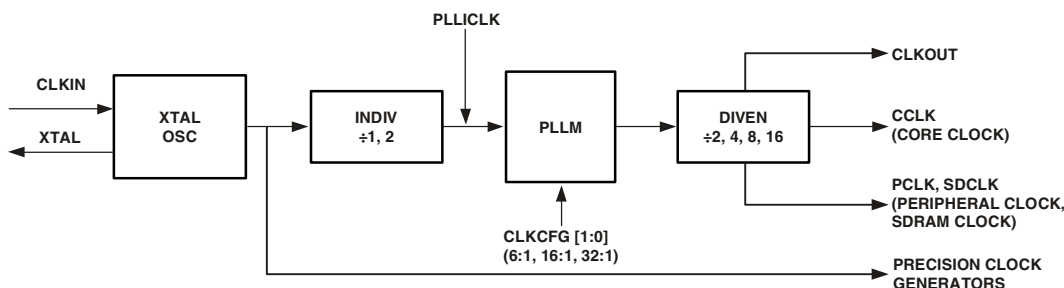 PLLICLK
CLKIN
XTAL
XTAL
OSC
INDIV
÷1, 2
PLLM
DIVEN
÷2, 4, 8, 16
CLKOUT
CCLK
(CORE CLOCK)
PCLK, SDCLK
(PERIPHERAL CLOCK,
SDRAM CLOCK)
CLKCFG [1:0]
(6:1, 16:1, 32:1)
PRECISION CLOCK
GENERATORS